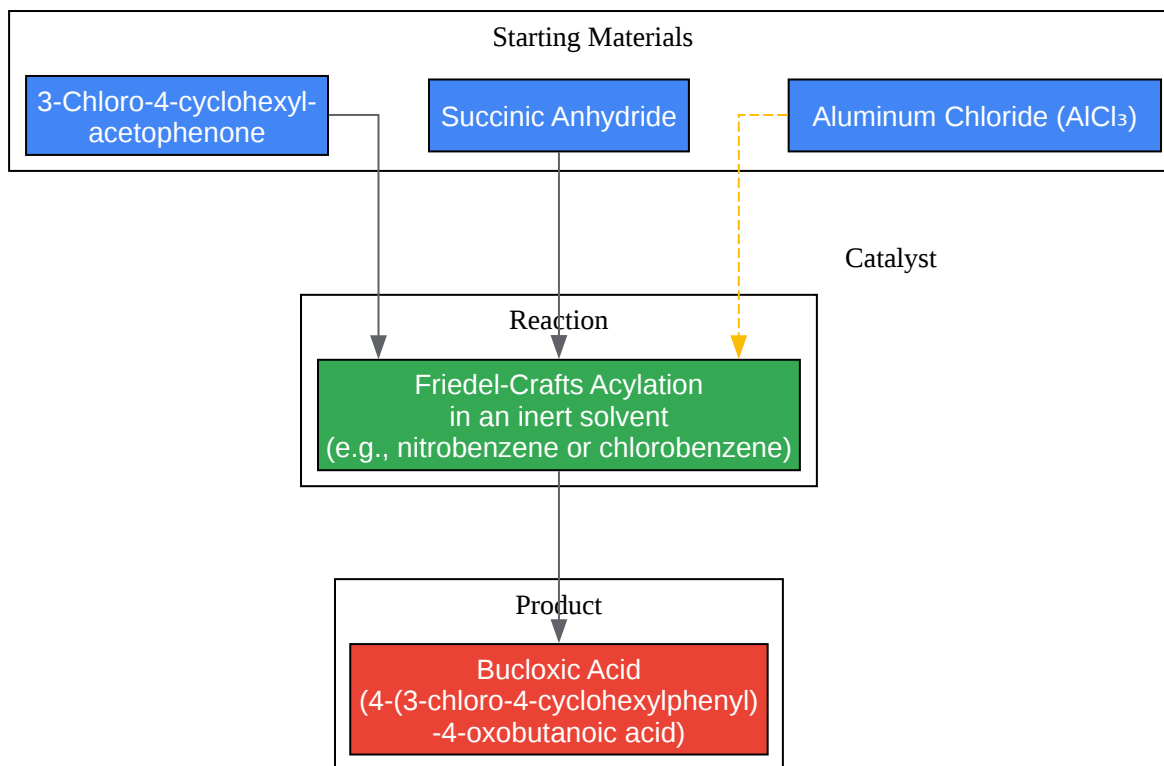 Starting Materials
3-Chloro-4-cyclohexyl-
acetophenone
Succinic Anhydride
Aluminum Chloride (AlCl₃)
Catalyst
Reaction
Friedel-Crafts Acylation
in an inert solvent
(e.g., nitrobenzene or chlorobenzene)
Product
Bucloxic Acid
(4-(3-chloro-4-cyclohexylphenyl)
-4-oxobutanoic acid)